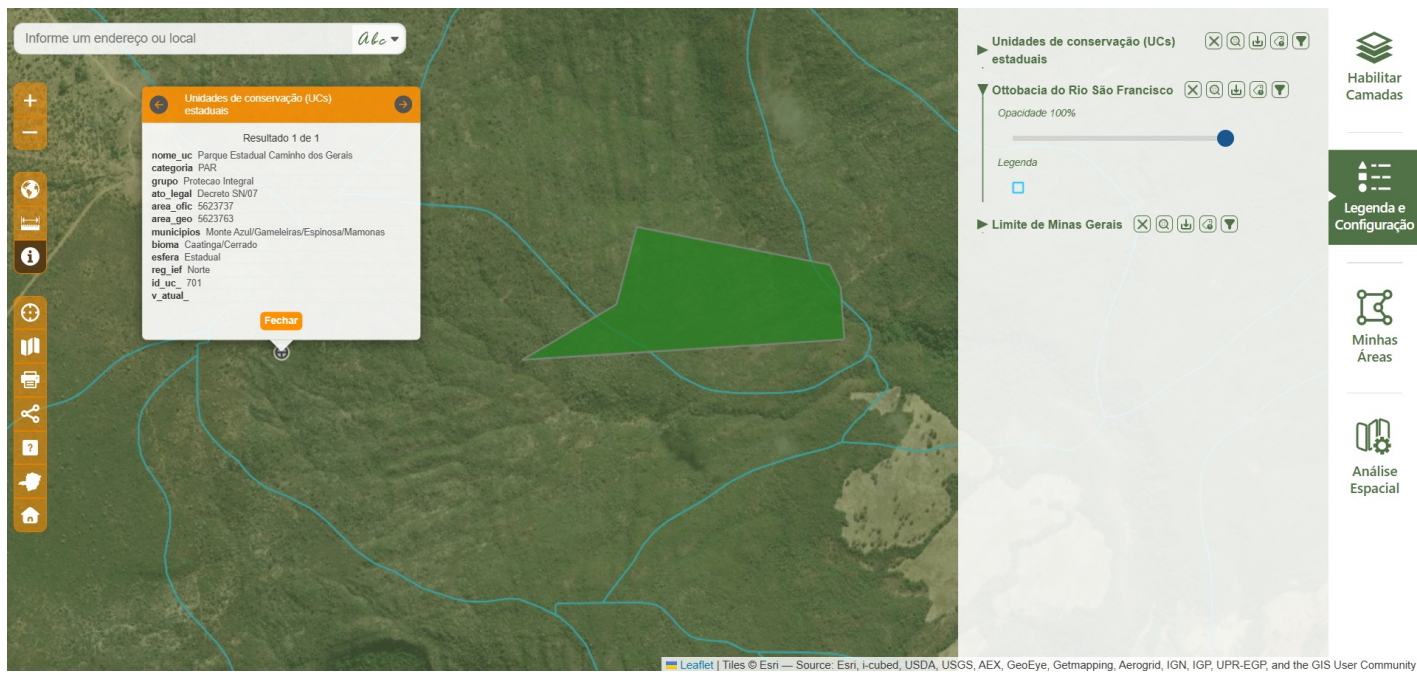 Informe um endereço ou local
Abc
Unidades de conservação (UCs)
estaduais
Resultado 1 de 1
nome_uc Parque Estadual Caminho dos Gerais
categoria PAR
grupo Protecao Integral
ato_legal Decreto SN/07
area_ofic 5623737
area_geo 5623763
municipios Monte Azul/Gameleiras/Espinosa/Mamonas
bioma Caatinga/Cerrado
esfera Estadual
reg_ief Norte
id_uc_ 701
v_atual_
Fechar
Unidades de conservação (UCs)
estaduais
Ottobacia do Rio São Francisco
Opacidade 100%
Legenda
Limite de Minas Gerais
Habilitar
Camadas
Legenda e
Configuração
Minhas
Áreas
Análise
Espacial
Leaflet | Tiles © Esri — Source: Esri, i-cubed, USDA, USGS, AEX, GeoEye, Getmapping, Aerogrid, IGN, IGP, UPR-EGP, and the GIS User Community